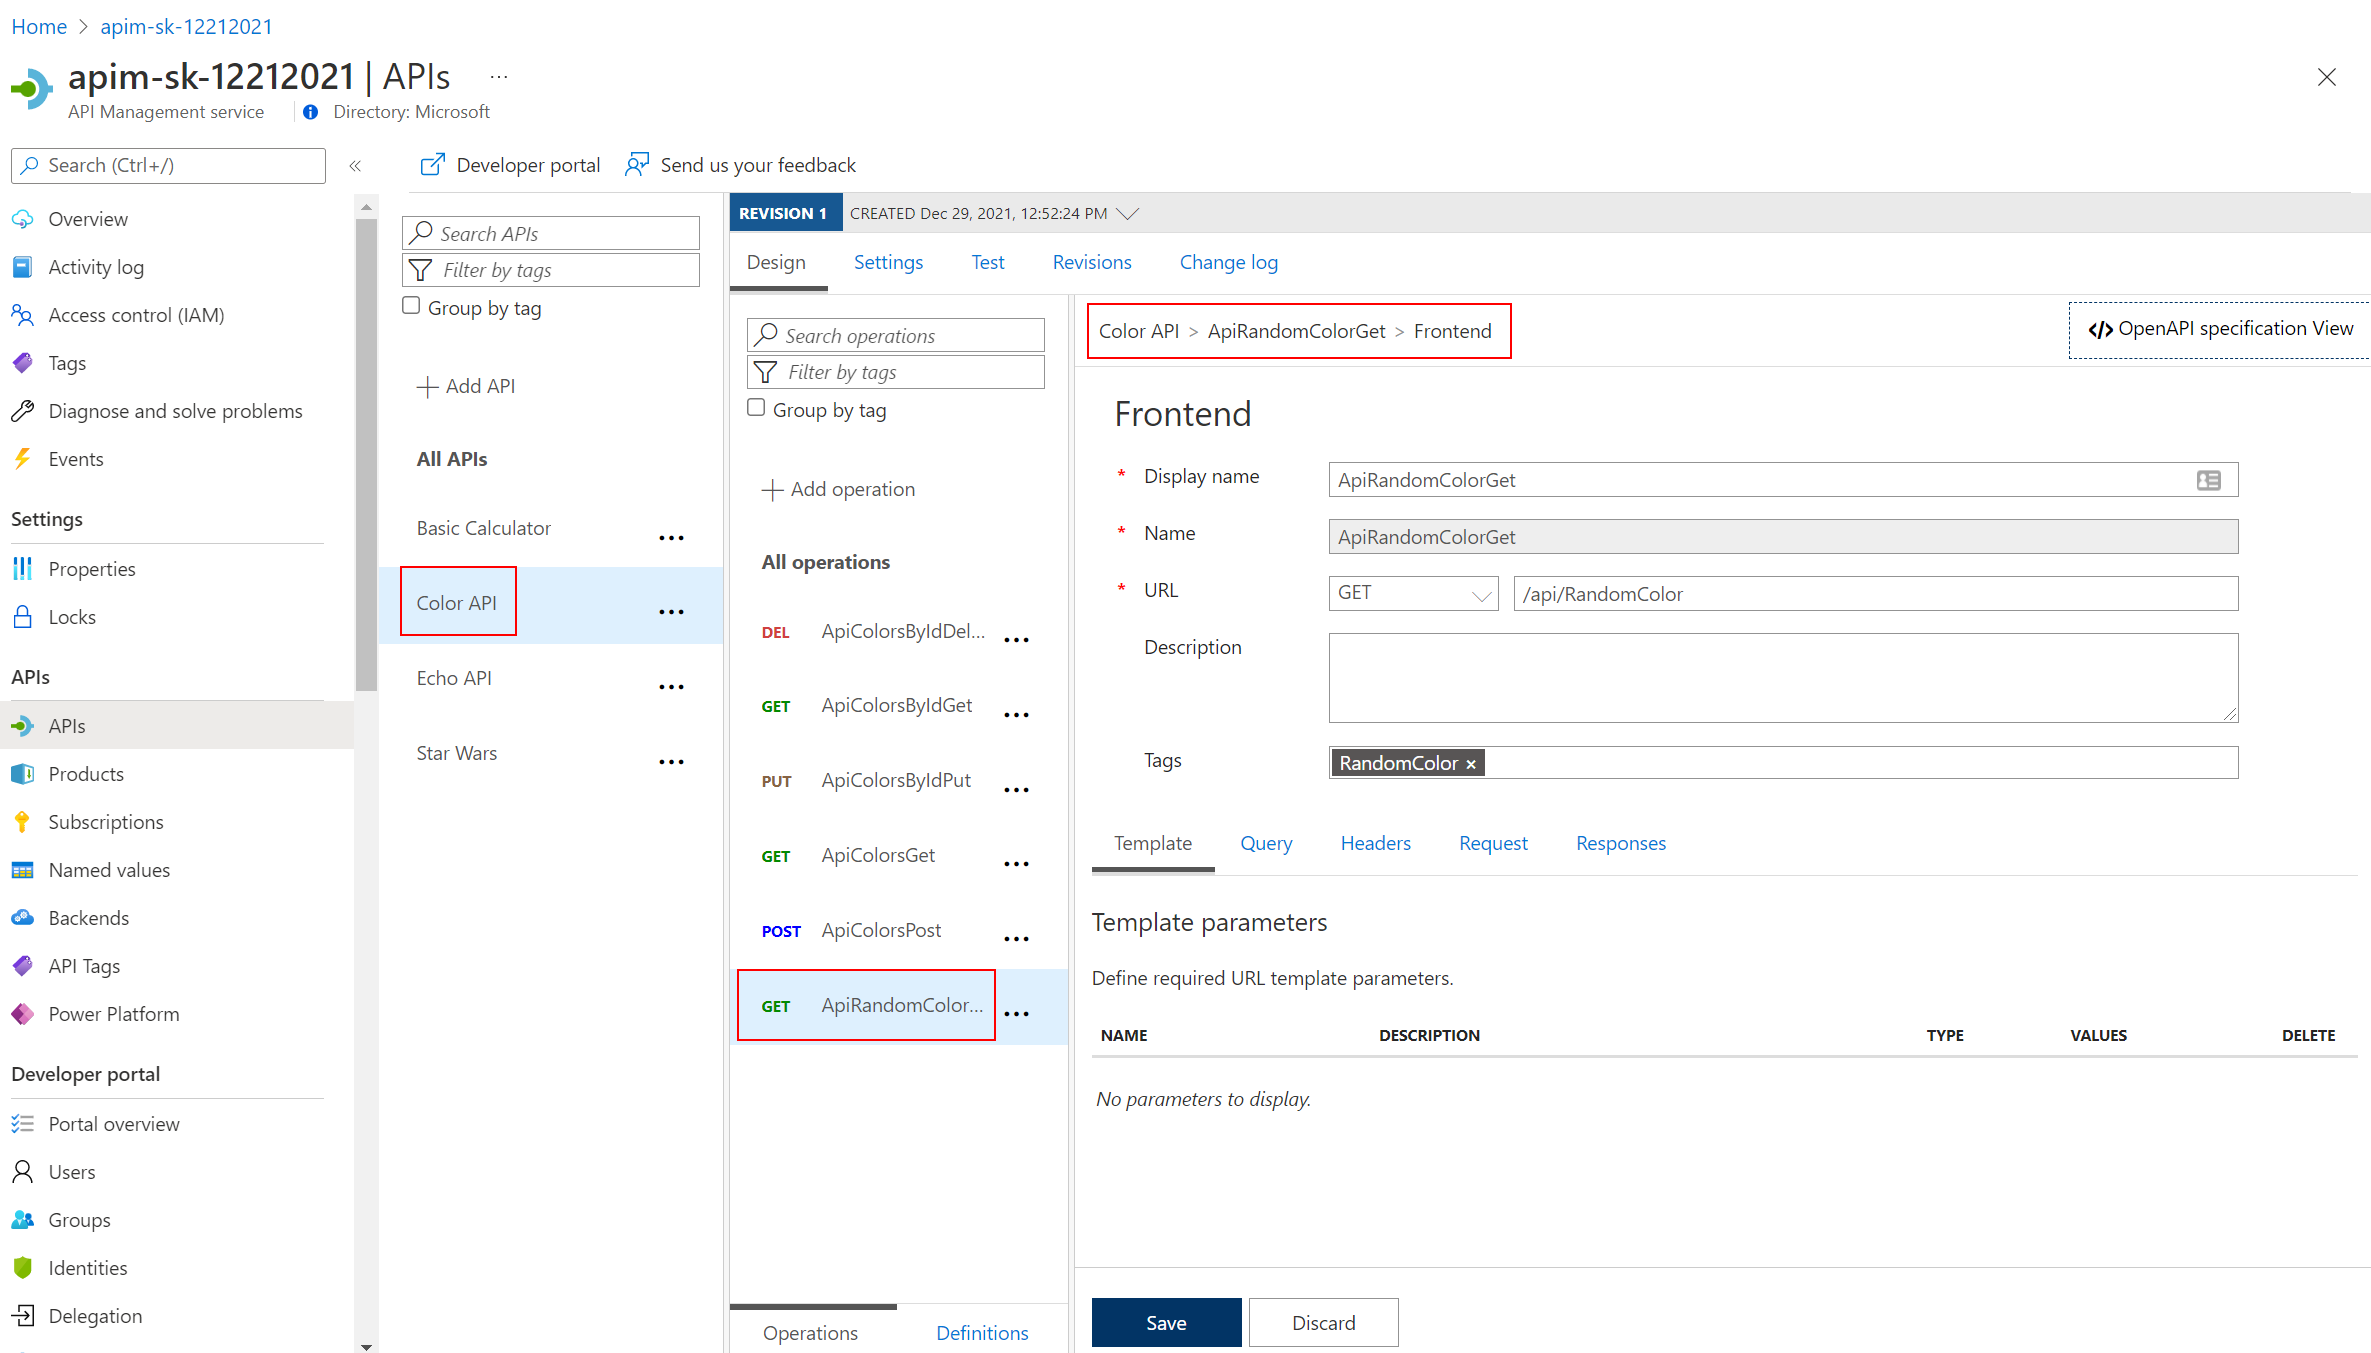 Home > apim-sk-12212021
apim-sk-12212021 | APIs ...
API Management service
Directory: Microsoft
Search (Ctrl+/)
«
Overview
Activity log
Access control (IAM)
Tags
Diagnose and solve problems
Events
Settings
Properties
Locks
APIs
APIs
Products
Subscriptions
Named values
Backends
API Tags
Power Platform
Developer portal
Portal overview
Users
Groups
Identities
Delegation
Developer portal
Send us your feedback
Search APIs
Filter by tags
Group by tag
Add API
All APIs
Basic Calculator ...
Color API ...
Echo API ...
Star Wars ...
REVISION 1 CREATED Dec 29, 2021, 12:52:24 PM
Design Settings Test Revisions Change log
Search operations
Filter by tags
Group by tag
Add operation
All operations
DEL ApiColorsByIdDel... ...
GET ApiColorsByIdGet ...
PUT ApiColorsByIdPut ...
GET ApiColorsGet ...
POST ApiColorsPost ...
GET ApiRandomColor... ...
Operations Definitions
Color API > ApiRandomColorGet > Frontend
</> OpenAPI specification View
Frontend
* Display name ApiRandomColorGet
* Name ApiRandomColorGet
* URL GET /api/RandomColor
Description
Tags RandomColor ×
Template Query Headers Request Responses
Template parameters
Define required URL template parameters.
NAME DESCRIPTION TYPE VALUES DELETE
No parameters to display.
Save Discard